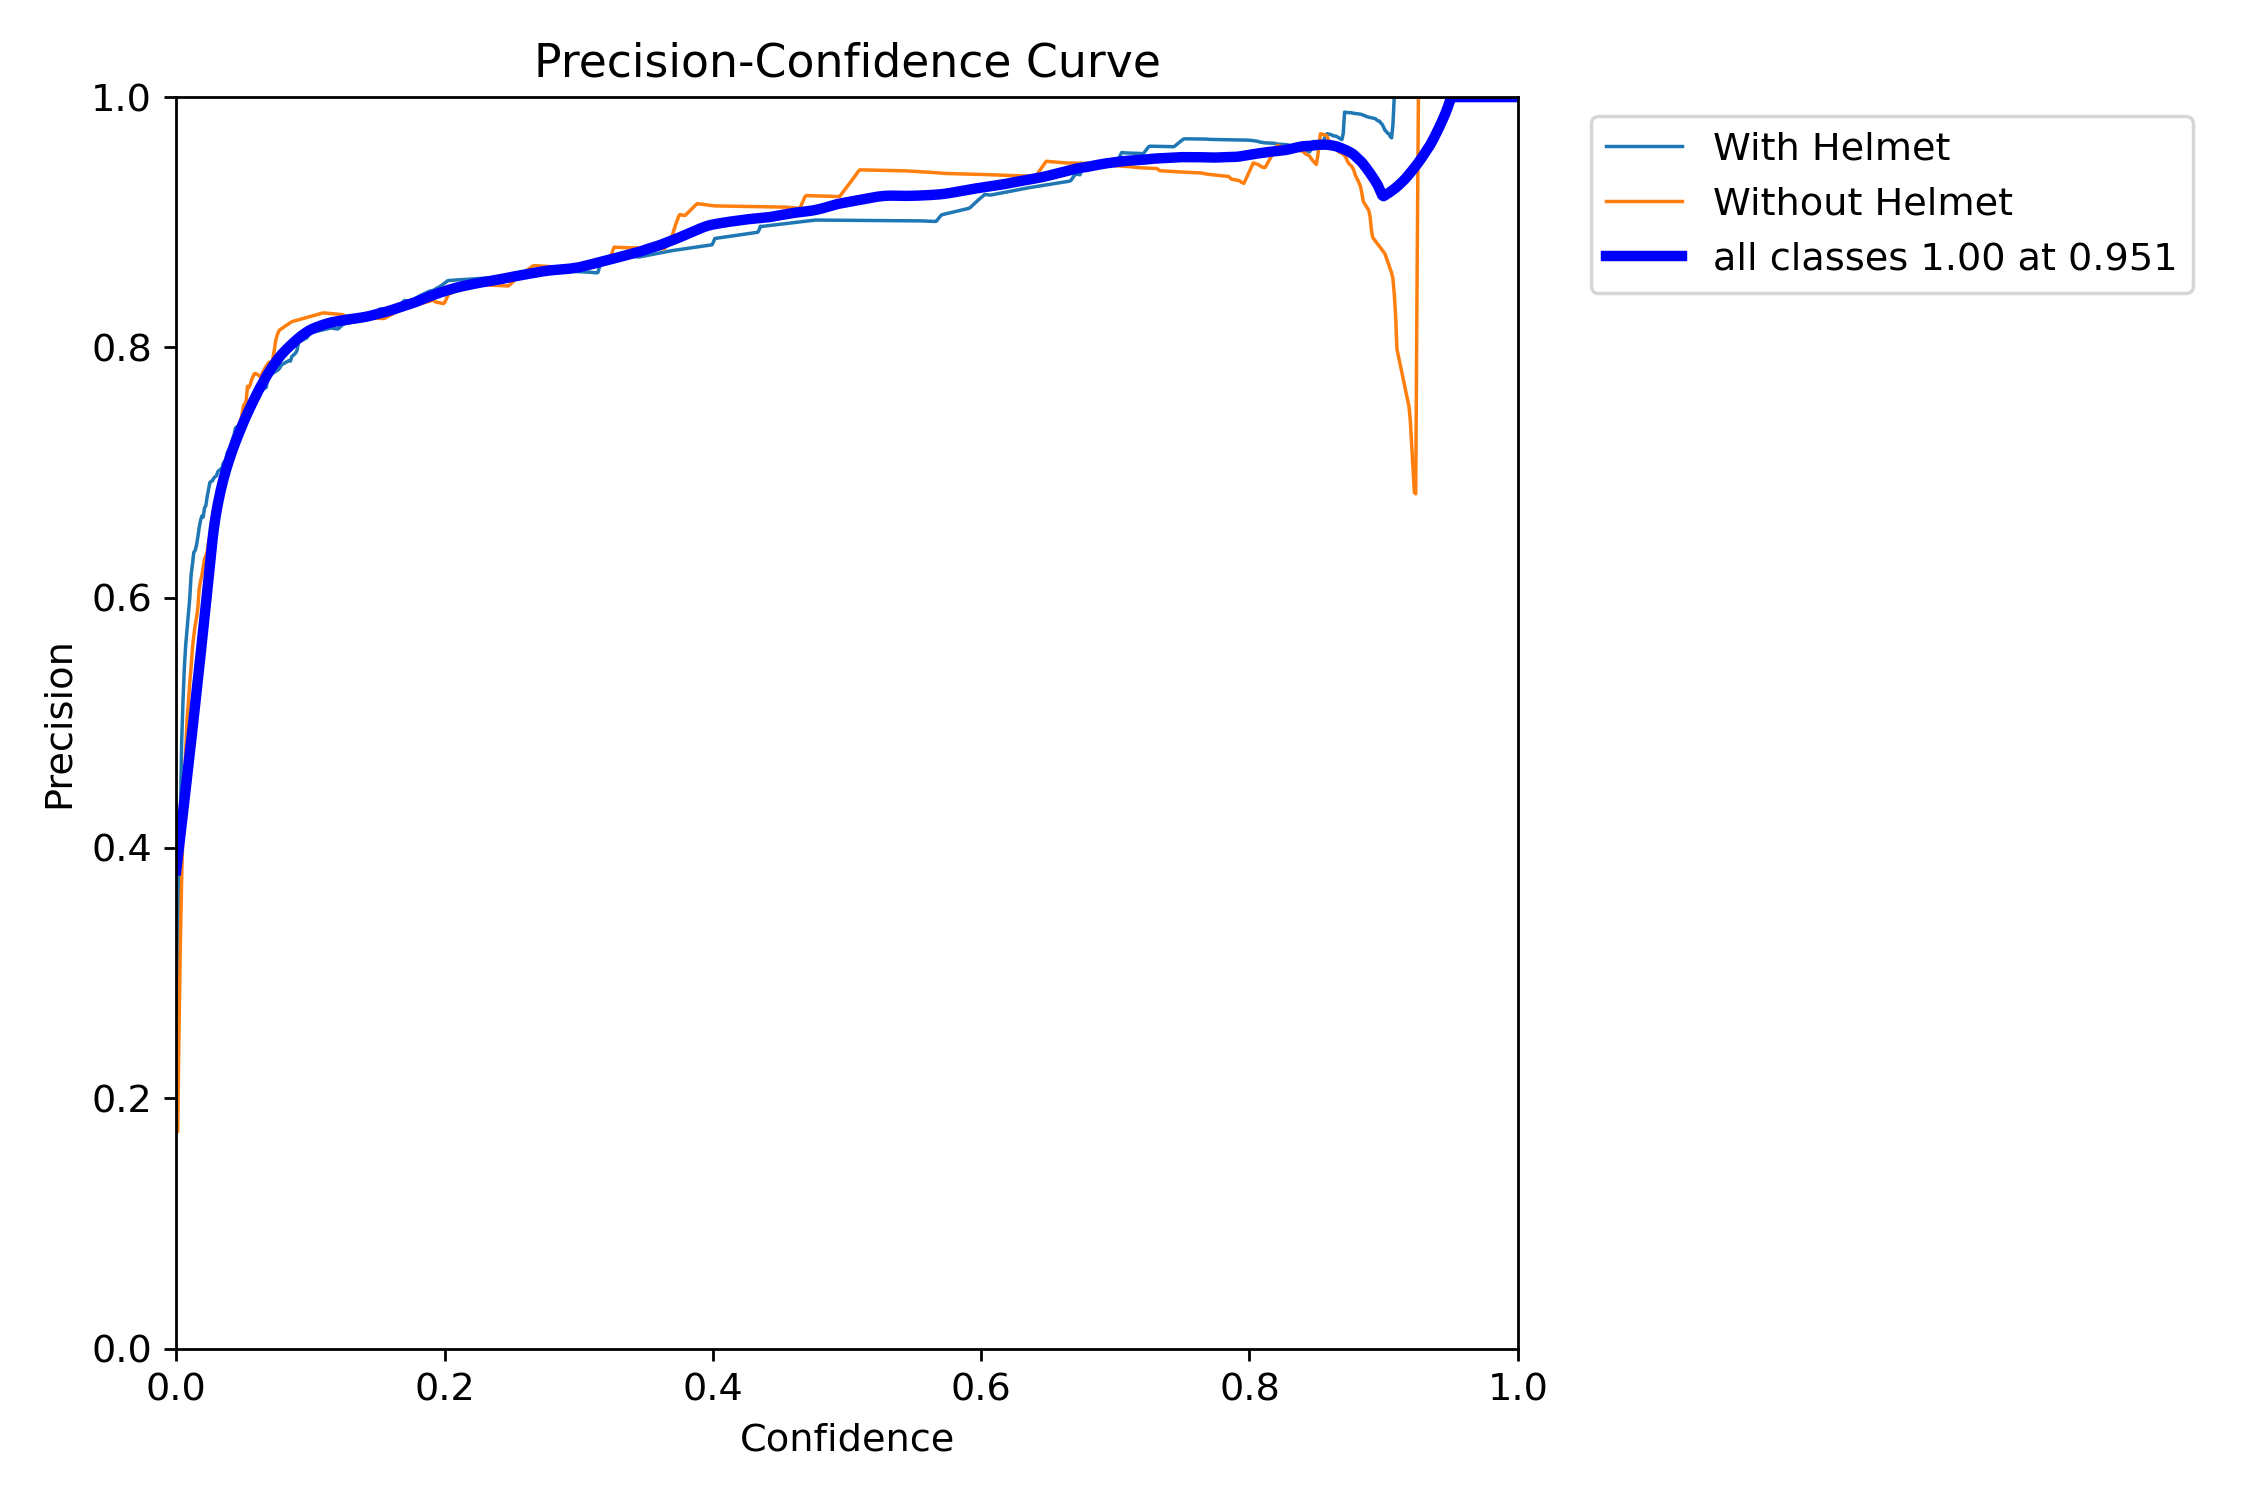 Precision-Confidence Curve
With Helmet
Without Helmet
all classes 1.00 at 0.951
Precision
1.0
0.8
0.6
0.4
0.2
0.0
0.0 0.2 0.4 0.6 0.8 1.0
Confidence